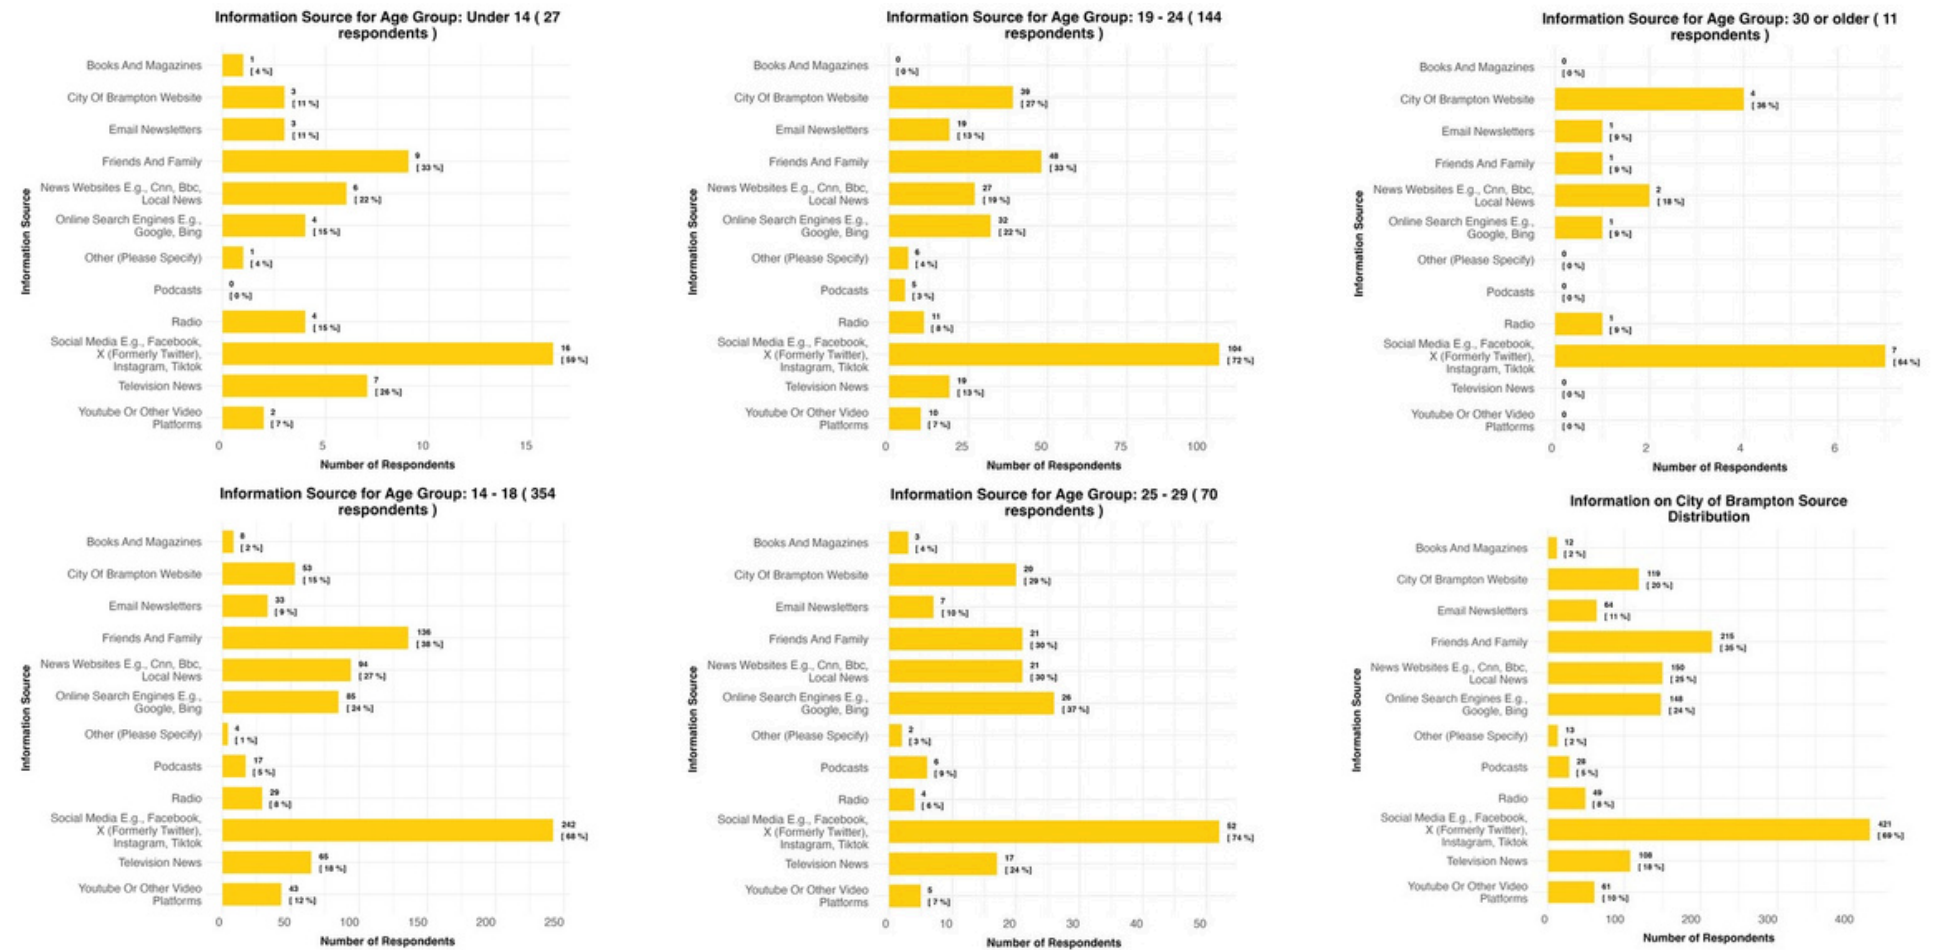 Information Source for Age Group: Under 14 ( 27
respondents )
Information Source
Books And Magazines
1
[ 4 %]
City Of Brampton Website
3
[ 11 %]
Email Newsletters
3
[ 11 %]
Friends And Family
9
[ 33 %]
News Websites E.g., Cnn, Bbc,
Local News
6
[ 22 %]
Online Search Engines E.g.,
Google, Bing
4
[ 15 %]
Other (Please Specify)
1
[ 4 %]
Podcasts
0
[ 0 %]
Radio
4
[ 15 %]
Social Media E.g., Facebook,
X (Formerly Twitter),
Instagram, Tiktok
16
[ 59 %]
Television News
7
[ 26 %]
Youtube Or Other Video
Platforms
2
[ 7 %]
0 5 10 15
Number of Respondents
Information Source for Age Group: 19 - 24 ( 144
respondents )
Information Source
Books And Magazines
0
[ 0 %]
City Of Brampton Website
39
[ 27 %]
Email Newsletters
19
[ 13 %]
Friends And Family
48
[ 33 %]
News Websites E.g., Cnn, Bbc,
Local News
27
[ 19 %]
Online Search Engines E.g.,
Google, Bing
32
[ 22 %]
Other (Please Specify)
6
[ 4 %]
Podcasts
5
[ 3 %]
Radio
11
[ 8 %]
Social Media E.g., Facebook,
X (Formerly Twitter),
Instagram, Tiktok
104
[ 72 %]
Television News
19
[ 13 %]
Youtube Or Other Video
Platforms
10
[ 7 %]
0 25 50 75 100
Number of Respondents
Information Source for Age Group: 30 or older ( 11
respondents )
Information Source
Books And Magazines
0
[ 0 %]
City Of Brampton Website
4
[ 36 %]
Email Newsletters
1
[ 9 %]
Friends And Family
1
[ 9 %]
News Websites E.g., Cnn, Bbc,
Local News
2
[ 18 %]
Online Search Engines E.g.,
Google, Bing
1
[ 9 %]
Other (Please Specify)
0
[ 0 %]
Podcasts
0
[ 0 %]
Radio
1
[ 9 %]
Social Media E.g., Facebook,
X (Formerly Twitter),
Instagram, Tiktok
7
[ 64 %]
Television News
0
[ 0 %]
Youtube Or Other Video
Platforms
0
[ 0 %]
0 2 4 6
Number of Respondents
Information Source for Age Group: 14 - 18 ( 354
respondents )
Information Source
Books And Magazines
8
[ 2 %]
City Of Brampton Website
53
[ 15 %]
Email Newsletters
33
[ 9 %]
Friends And Family
136
[ 38 %]
News Websites E.g., Cnn, Bbc,
Local News
94
[ 27 %]
Online Search Engines E.g.,
Google, Bing
85
[ 24 %]
Other (Please Specify)
4
[ 1 %]
Podcasts
17
[ 5 %]
Radio
29
[ 8 %]
Social Media E.g., Facebook,
X (Formerly Twitter),
Instagram, Tiktok
242
[ 68 %]
Television News
65
[ 18 %]
Youtube Or Other Video
Platforms
43
[ 12 %]
0 50 100 150 200 250
Number of Respondents
Information Source for Age Group: 25 - 29 ( 70
respondents )
Information Source
Books And Magazines
3
[ 4 %]
City Of Brampton Website
20
[ 29 %]
Email Newsletters
7
[ 10 %]
Friends And Family
21
[ 30 %]
News Websites E.g., Cnn, Bbc,
Local News
21
[ 30 %]
Online Search Engines E.g.,
Google, Bing
26
[ 37 %]
Other (Please Specify)
2
[ 3 %]
Podcasts
6
[ 9 %]
Radio
4
[ 6 %]
Social Media E.g., Facebook,
X (Formerly Twitter),
Instagram, Tiktok
52
[ 74 %]
Television News
17
[ 24 %]
Youtube Or Other Video
Platforms
5
[ 7 %]
0 10 20 30 40 50
Number of Respondents
Information on City of Brampton Source
Distribution
Information Source
Books And Magazines
12
[ 2 %]
City Of Brampton Website
119
[ 20 %]
Email Newsletters
64
[ 11 %]
Friends And Family
215
[ 35 %]
News Websites E.g., Cnn, Bbc,
Local News
150
[ 25 %]
Online Search Engines E.g.,
Google, Bing
148
[ 24 %]
Other (Please Specify)
13
[ 2 %]
Podcasts
28
[ 5 %]
Radio
49
[ 8 %]
Social Media E.g., Facebook,
X (Formerly Twitter),
Instagram, Tiktok
421
[ 69 %]
Television News
108
[ 18 %]
Youtube Or Other Video
Platforms
61
[ 10 %]
0 100 200 300 400
Number of Respondents